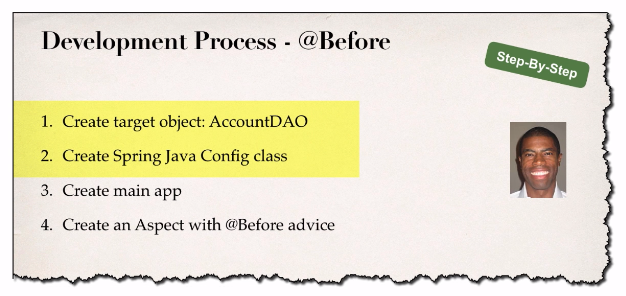 Development Process - @Before
Step-By-Step
1. Create target object: AccountDAO
2. Create Spring Java Config class
3. Create main app
4. Create an Aspect with @Before advice